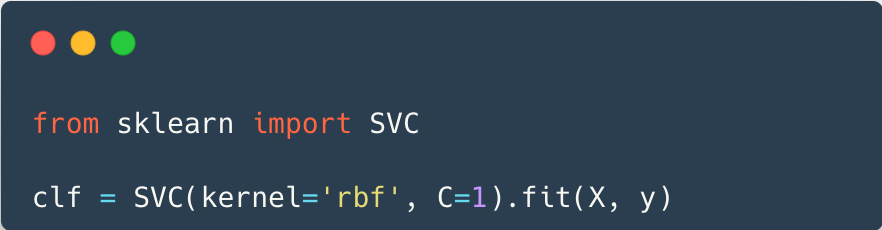 from sklearn import SVC
clf = SVC(kernel='rbf', C=1).fit(X, y)